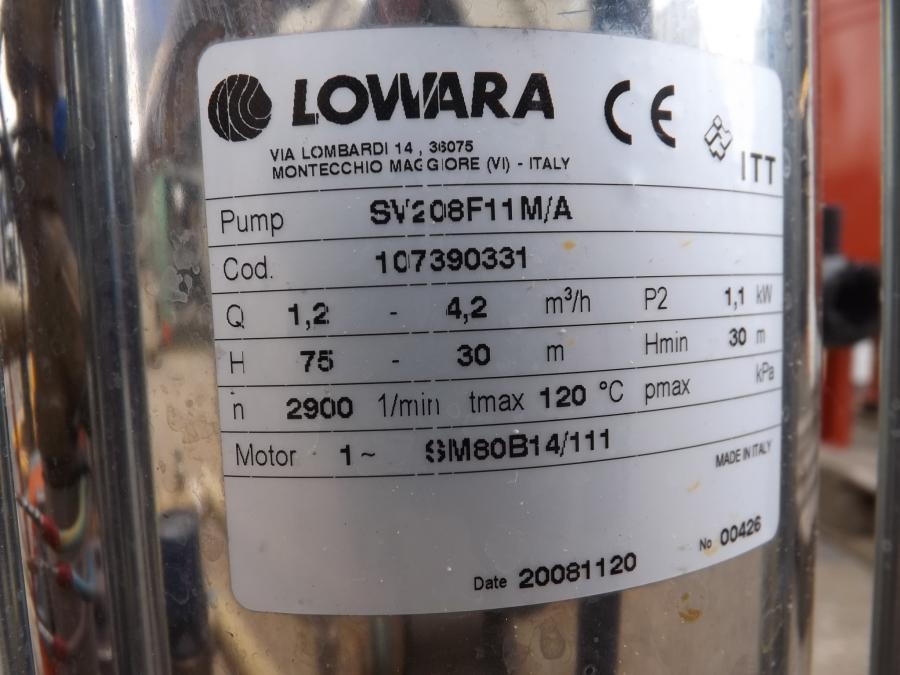 LOWARA CE
VIA LOMBARDI 14 , 36075
MONTECCHIO MAGGIORE (VI) - ITALY
ITT
Pump SV208F11M/A
Cod. 107390331
Q 1,2 - 4,2 m³/h P2 1,1 kW
H 75 - 30 m Hmin 30 m
n 2900 1/min tmax 120 °C pmax kPa
Motor 1~ SM80B14/111
MADE IN ITALY
Date 20081120 No 00426